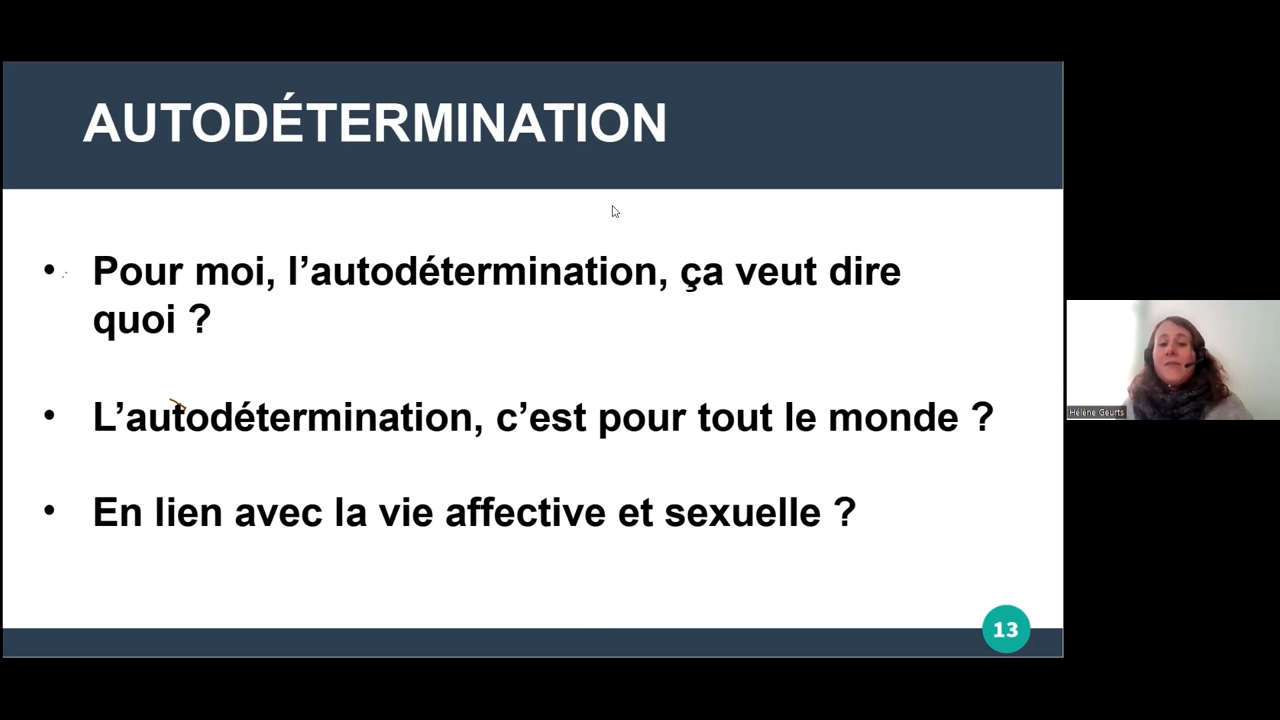 AUTODÉTERMINATION
• Pour moi, l’autodétermination, ça veut dire
quoi ?
• L’autodétermination, c’est pour tout le monde ?
• En lien avec la vie affective et sexuelle ?
13
Hélène Geurts